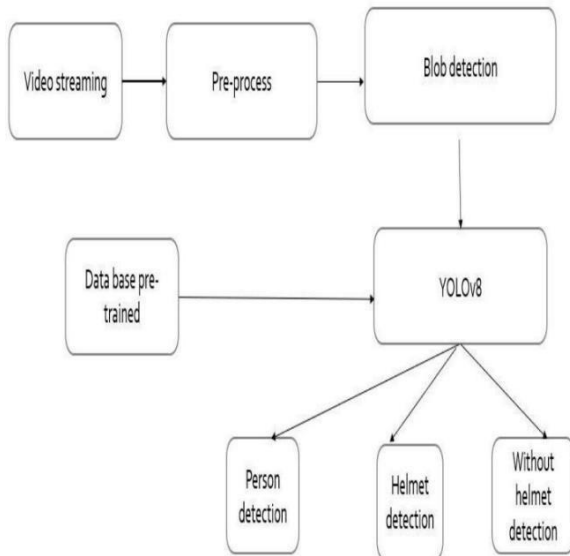 Video streaming
Pre-process
Blob detection
Data base pre-
trained
YOLOv8
Person
detection
Helmet
detection
Without
helmet
detection